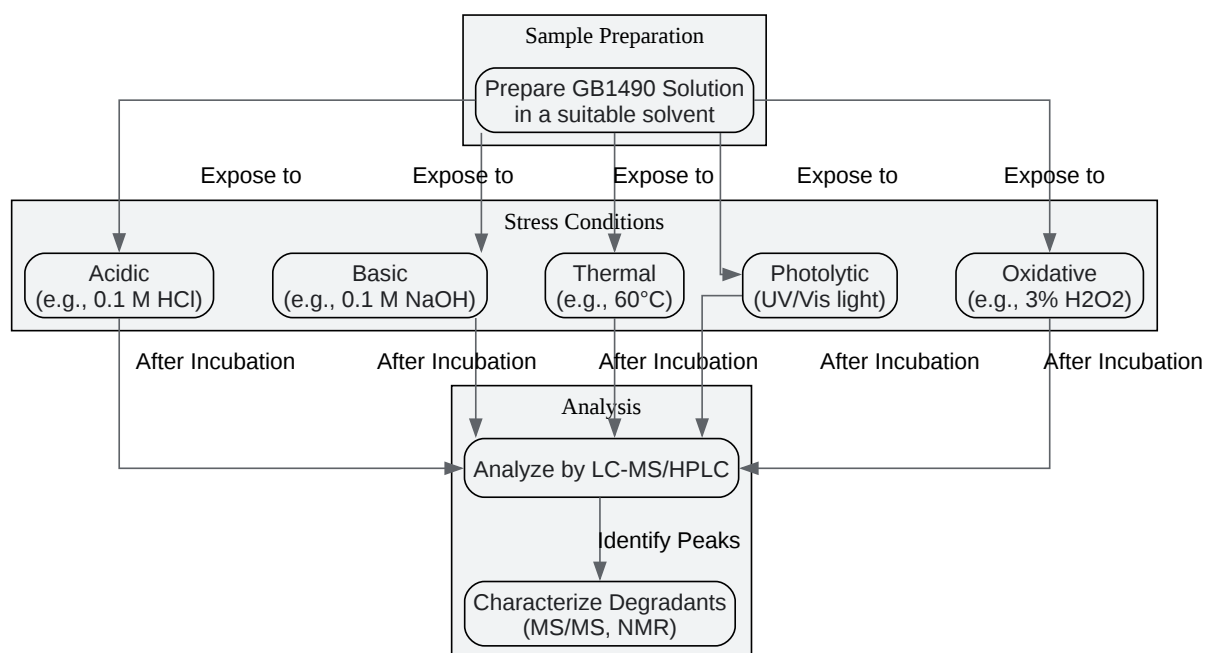 Sample Preparation
Prepare GB1490 Solution
in a suitable solvent
Expose to Expose to Expose to Expose to Expose to
Stress Conditions
Acidic
(e.g., 0.1 M HCl)
Basic
(e.g., 0.1 M NaOH)
Thermal
(e.g., 60°C)
Photolytic
(UV/Vis light)
Oxidative
(e.g., 3% H2O2)
After Incubation After Incubation After Incubation After Incubation After Incubation
Analysis
Analyze by LC-MS/HPLC
Identify Peaks
Characterize Degradants
(MS/MS, NMR)